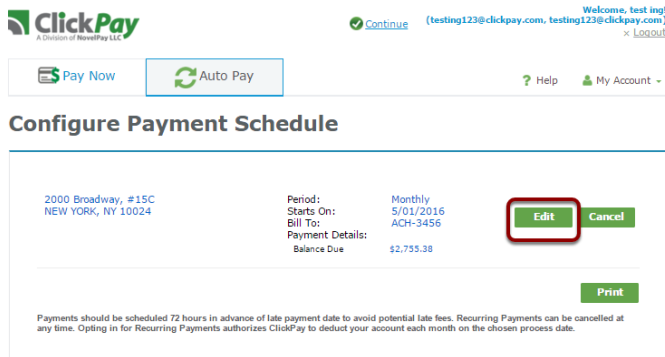 ClickPay
A Division of NovelPay LLC
Continue
Welcome, test ing!
(testing123@clickpay.com, testing123@clickpay.com)
× Logout
Pay Now
Auto Pay
? Help
My Account
Configure Payment Schedule
2000 Broadway, #15C
NEW YORK, NY 10024
Period: Monthly
Starts On: 5/01/2016
Bill To: ACH-3456
Payment Details:
Balance Due $2,755.38
Edit
Cancel
Print
Payments should be scheduled 72 hours in advance of late payment date to avoid potential late fees. Recurring Payments can be cancelled at
any time. Opting in for Recurring Payments authorizes ClickPay to deduct your account each month on the chosen process date.